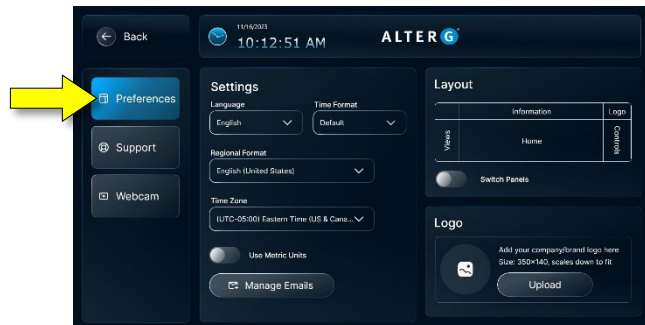 Back
11/16/2023
10:12:51 AM
ALTER G
Preferences
Support
Webcam
Settings
Language
Time Format
English
Default
Regional Format
English (United States)
Time Zone
(UTC-05:00) Eastern Time (US & Cana...
Use Metric Units
Manage Emails
Layout
Information
Logo
Views
Home
Controls
Switch Panels
Logo
Add your company/brand logo here
Size: 350×140, scales down to fit
Upload